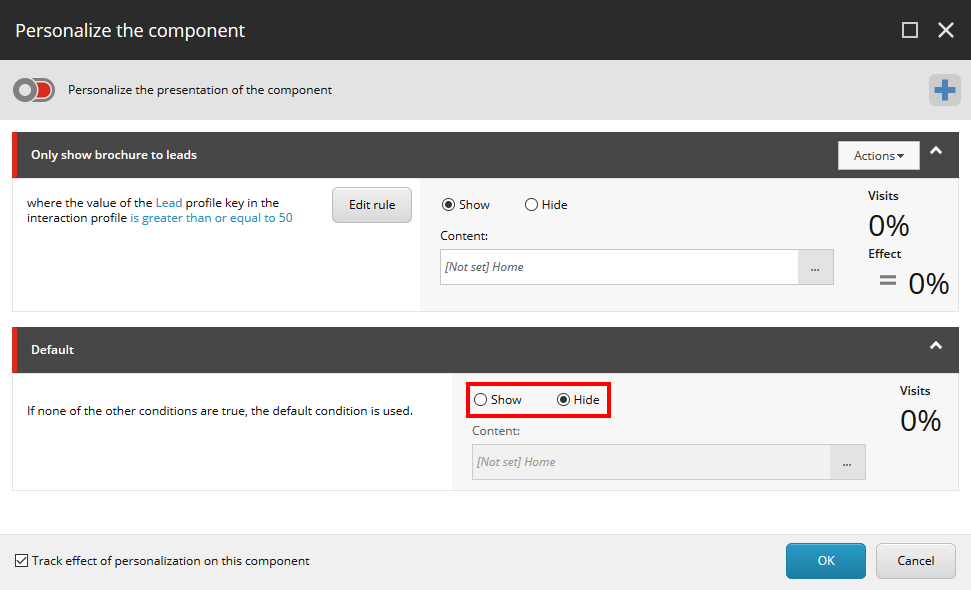 Personalize the component
Personalize the presentation of the component
Only show brochure to leads
Actions
where the value of the Lead profile key in the
interaction profile is greater than or equal to 50
Edit rule
Show
Hide
Content:
[Not set] Home
...
Visits
0%
Effect
= 0%
Default
If none of the other conditions are true, the default condition is used.
Show
Hide
Content:
[Not set] Home
...
Visits
0%
Track effect of personalization on this component
OK
Cancel